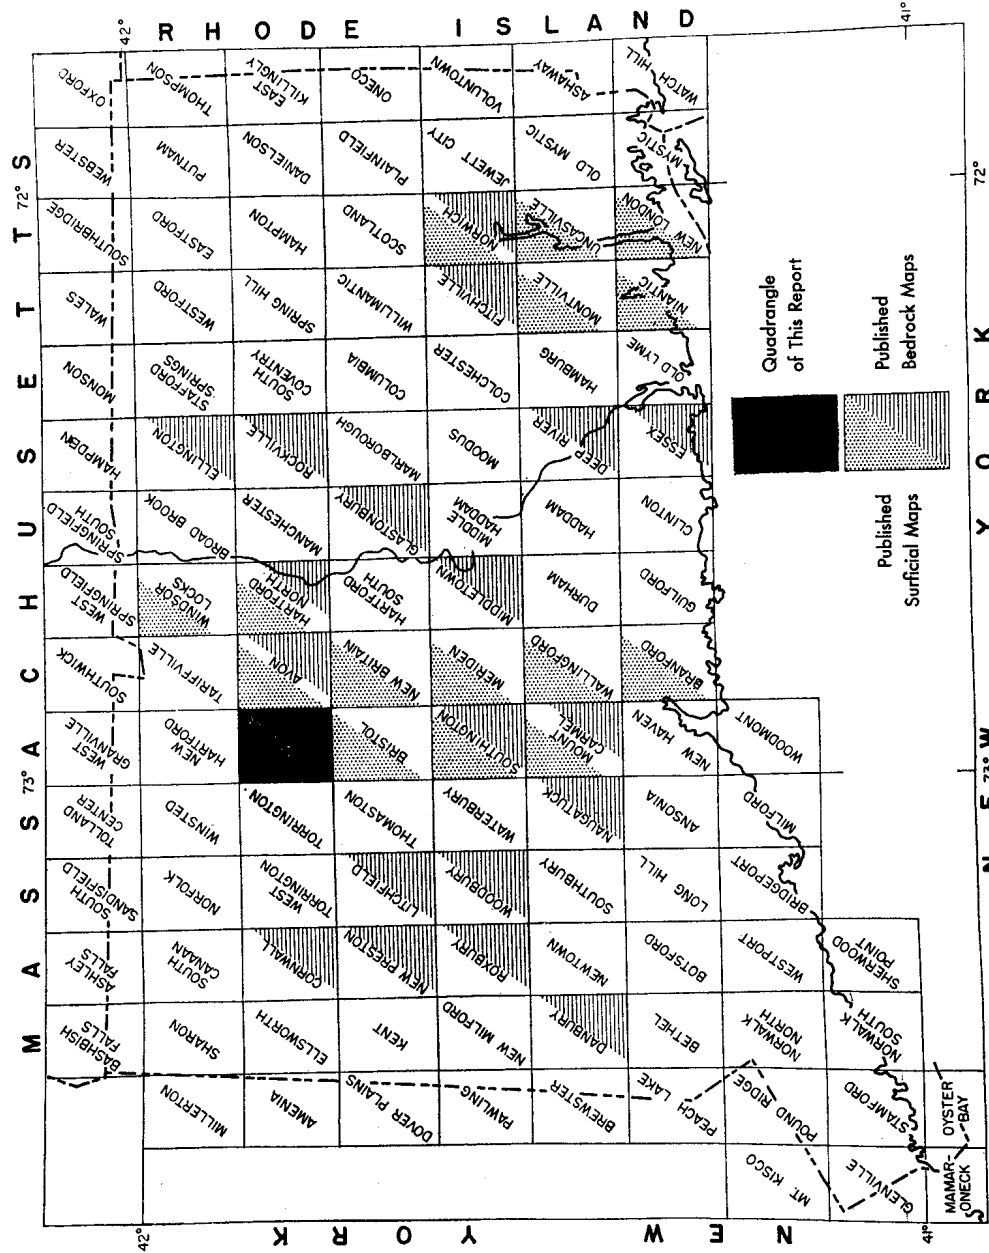 MASSACHUSETTS
73°
72°
42°
42°
BASHBISH
FALLS
ASHLEY
FALLS
SOUTH
SANDISFIELD
TOLLAND
CENTER
WEST
GRANVILLE
SOUTHWICK
WEST
SPRINGFIELD
SPRINGFIELD
SOUTH
HAMPDEN
MONSON
WALES
SOUTHBRIDGE
WEBSTER
OXFORD
MILLERTON
SHARON
SOUTH
CANAAN
NORFOLK
WINSTED
NEW
HARTFORD
TARIFFVILLE
WINDSOR
LOCKS
BROAD BROOK
ELLINGTON
STAFFORD
SPRINGS
WESTFORD
EASTFORD
PUTNAM
THOMPSON
AMENIA
ELLSWORTH
CORNWALL
WEST
TORRINGTON
TORRINGTON
AVON
HARTFORD
NORTH
MANCHESTER
ROCKVILLE
SOUTH
COVENTRY
SPRING HILL
HAMPTON
DANIELSON
EAST
KILLINGLY
DOVER PLAINS
KENT
NEW PRESTON
LITCHFIELD
THOMASTON
BRISTOL
NEW BRITAIN
HARTFORD
SOUTH
GLASTONBURY
MARLBOROUGH
COLUMBIA
WILLIMANTIC
SCOTLAND
PLAINFIELD
ONECO
PAWLING
NEW MILFORD
ROXBURY
WOODBURY
WATERBURY
SOUTHINGTON
MERIDEN
MIDDLETOWN
MIDDLE
HADDAM
MOODUS
COLCHESTER
FITCHVILLE
NORWICH
JEWETT CITY
VOLUNTOWN
BREWSTER
DANBURY
NEWTOWN
SOUTHBURY
NAUGATUCK
MOUNT
CARMEL
WALLINGFORD
DURHAM
HADDAM
DEEP
RIVER
HAMBURG
MONTVILLE
UNCASVILLE
OLD MYSTIC
ASHAWAY
PEACH LAKE
BETHEL
BOTSFORD
LONG HILL
ANSONIA
NEW HAVEN
BRANFORD
GUILFORD
CLINTON
ESSEX
OLD LYME
NIANTIC
NEW LONDON
MYSTIC
WATCH HILL
MT. KISCO
POUND RIDGE
NORWALK
NORTH
WESTPORT
BRIDGEPORT
MILFORD
WOODMONT
GLENVILLE
STAMFORD
NORWALK
SOUTH
SHERWOOD
POINT
MAMAR-
ONECK
OYSTER
BAY
NEW YORK
RHODE ISLAND
Quadrangle
of This Report
Published
Surficial Maps
Published
Bedrock Maps
41°
41°
73°
72°
NEW YORK